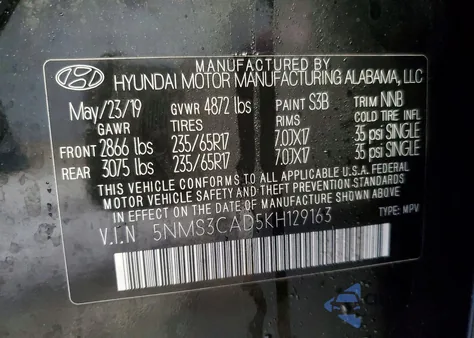 MANUFACTURED BY
HYUNDAI MOTOR MANUFACTURING ALABAMA, LLC
May/23/19 GVWR 4872 lbs PAINT S3B TRIM NNB
GAWR TIRES RIMS COLD TIRE INFL
FRONT 2866 lbs 235/65R17 7.0JX17 35 psi SINGLE
REAR 3075 lbs 235/65R17 7.0JX17 35 psi SINGLE
THIS VEHICLE CONFORMS TO ALL APPLICABLE U.S.A FEDERAL
MOTOR VEHICLE SAFETY AND THEFT PREVENTION STANDARDS
IN EFFECT ON THE DATE OF MANUFACTURE SHOWN ABOVE
V.I.N 5NMS3CAD5KH129163 TYPE: MPV